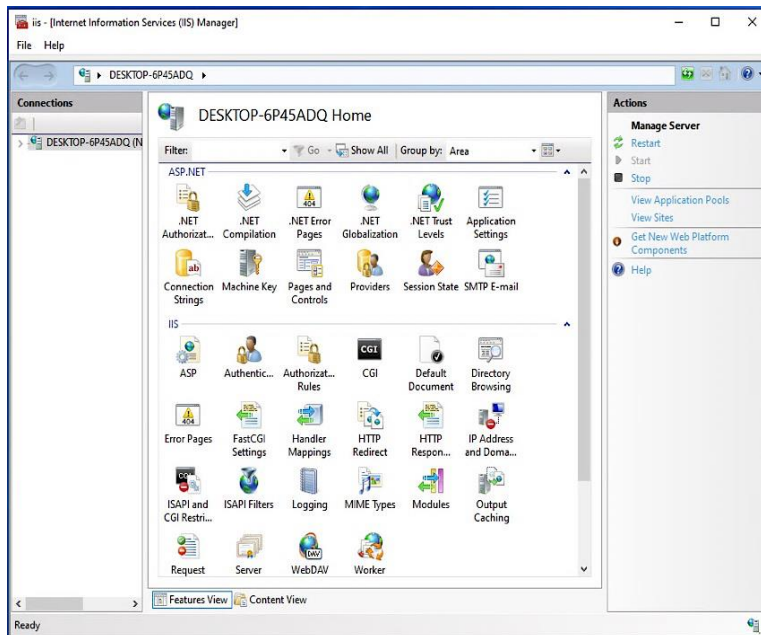 iis - [Internet Information Services (IIS) Manager]
File Help
DESKTOP-6P45ADQ
Connections
DESKTOP-6P45ADQ (N
DESKTOP-6P45ADQ Home
Filter: Go Show All Group by: Area
ASP.NET
.NET Authorizat...
.NET Compilation
.NET Error Pages
.NET Globalization
.NET Trust Levels
Application Settings
Connection Strings
Machine Key
Pages and Controls
Providers
Session State
SMTP E-mail
IIS
ASP
Authentic...
Authorizat... Rules
CGI
Default Document
Directory Browsing
Error Pages
FastCGI Settings
Handler Mappings
HTTP Redirect
HTTP Respon...
IP Address and Doma...
ISAPI and CGI Restri...
ISAPI Filters
Logging
MIME Types
Modules
Output Caching
Request
Server
WebDAV
Worker
Features View Content View
Actions
Manage Server
Restart
Start
Stop
View Application Pools
View Sites
Get New Web Platform
Components
Help
Ready